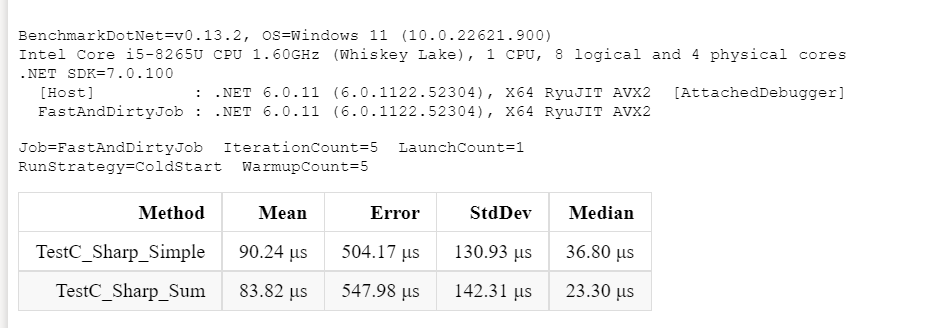 BenchmarkDotNet=v0.13.2, OS=Windows 11 (10.0.22621.900)
Intel Core i5-8265U CPU 1.60GHz (Whiskey Lake), 1 CPU, 8 logical and 4 physical cores
.NET SDK=7.0.100
[Host] : .NET 6.0.11 (6.0.1122.52304), X64 RyuJIT AVX2 [AttachedDebugger]
FastAndDirtyJob : .NET 6.0.11 (6.0.1122.52304), X64 RyuJIT AVX2
Job=FastAndDirtyJob IterationCount=5 LaunchCount=1
RunStrategy=ColdStart WarmupCount=5
Method Mean Error StdDev Median
TestC_Sharp_Simple 90.24 μs 504.17 μs 130.93 μs 36.80 μs
TestC_Sharp_Sum 83.82 μs 547.98 μs 142.31 μs 23.30 μs